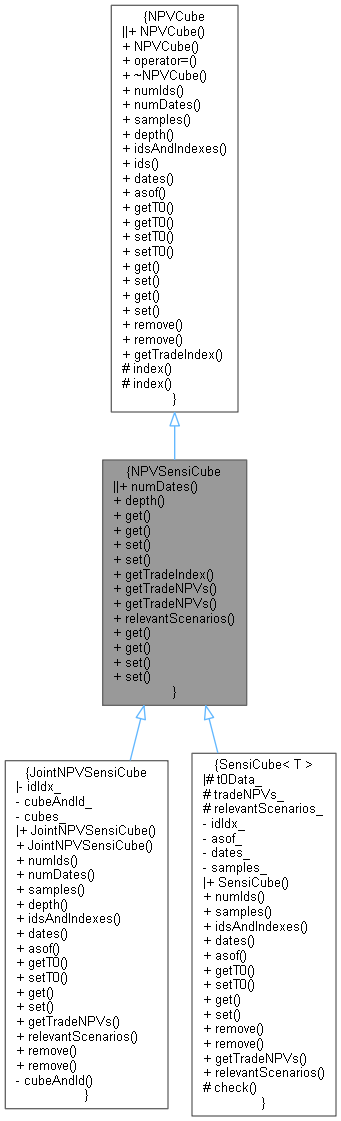 {NPVCube
||+ NPVCube()
+ NPVCube()
+ operator=()
+ ~NPVCube()
+ numIds()
+ numDates()
+ samples()
+ depth()
+ idsAndIndexes()
+ ids()
+ dates()
+ asof()
+ getT0()
+ getT0()
+ setT0()
+ setT0()
+ get()
+ set()
+ get()
+ set()
+ remove()
+ remove()
+ getTradeIndex()
# index()
# index()
}
{NPVSensiCube
||+ numDates()
+ depth()
+ get()
+ get()
+ set()
+ set()
+ getTradeIndex()
+ getTradeNPVs()
+ getTradeNPVs()
+ relevantScenarios()
+ get()
+ get()
+ set()
+ set()
}
{JointNPVSensiCube
|- idIdx_
- cubeAndId_
- cubes_
|+ JointNPVSensiCube()
+ JointNPVSensiCube()
+ numIds()
+ numDates()
+ samples()
+ depth()
+ idsAndIndexes()
+ dates()
+ asof()
+ getT0()
+ setT0()
+ get()
+ set()
+ getTradeNPVs()
+ relevantScenarios()
+ remove()
+ remove()
- cubeAndId()
}
{SensiCube< T >
|# t0Data_
# tradeNPVs_
# relevantScenarios_
- idIdx_
- asof_
- dates_
- samples_
|+ SensiCube()
+ numIds()
+ samples()
+ idsAndIndexes()
+ dates()
+ asof()
+ getT0()
+ setT0()
+ get()
+ set()
+ remove()
+ remove()
+ getTradeNPVs()
+ relevantScenarios()
# check()
}